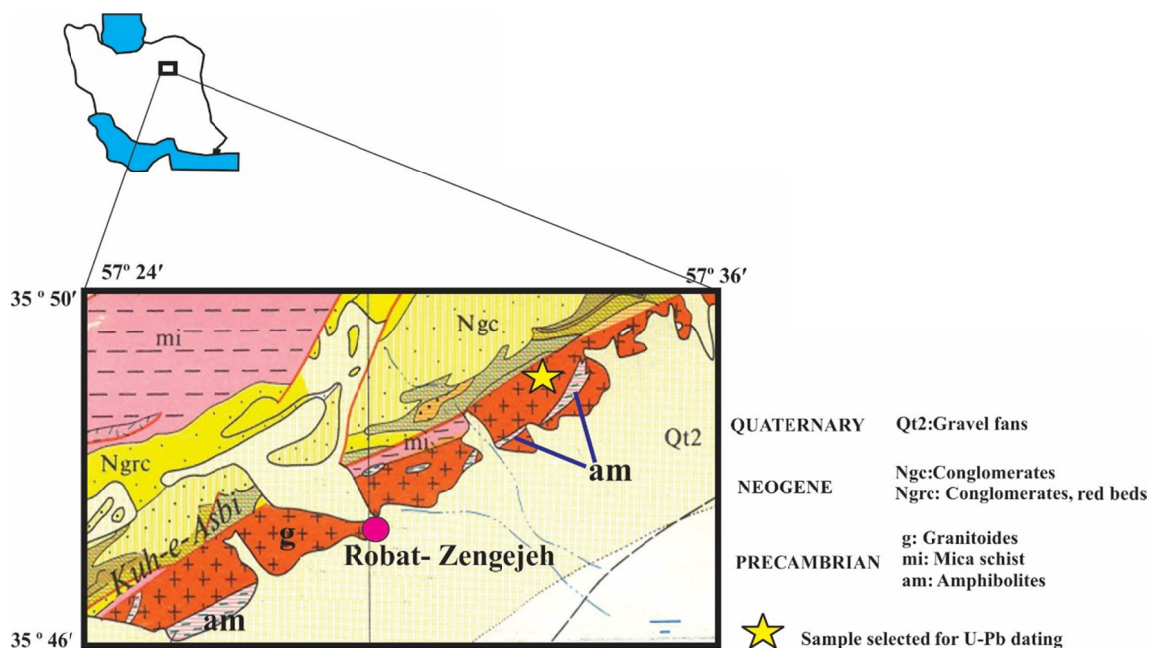 57º 24′
57º 36′
35 º 50′
mi
Ngc
mi
Qt2
Ngrc
am
Kuh-e-Asbi
g
Robat- Zengejeh
am
35 º 46′
QUATERNARY Qt2:Gravel fans
NEOGENE Ngc:Conglomerates
Ngrc: Conglomerates, red beds
PRECAMBRIAN g: Granitoides
mi: Mica schist
am: Amphibolites
Sample selected for U-Pb dating